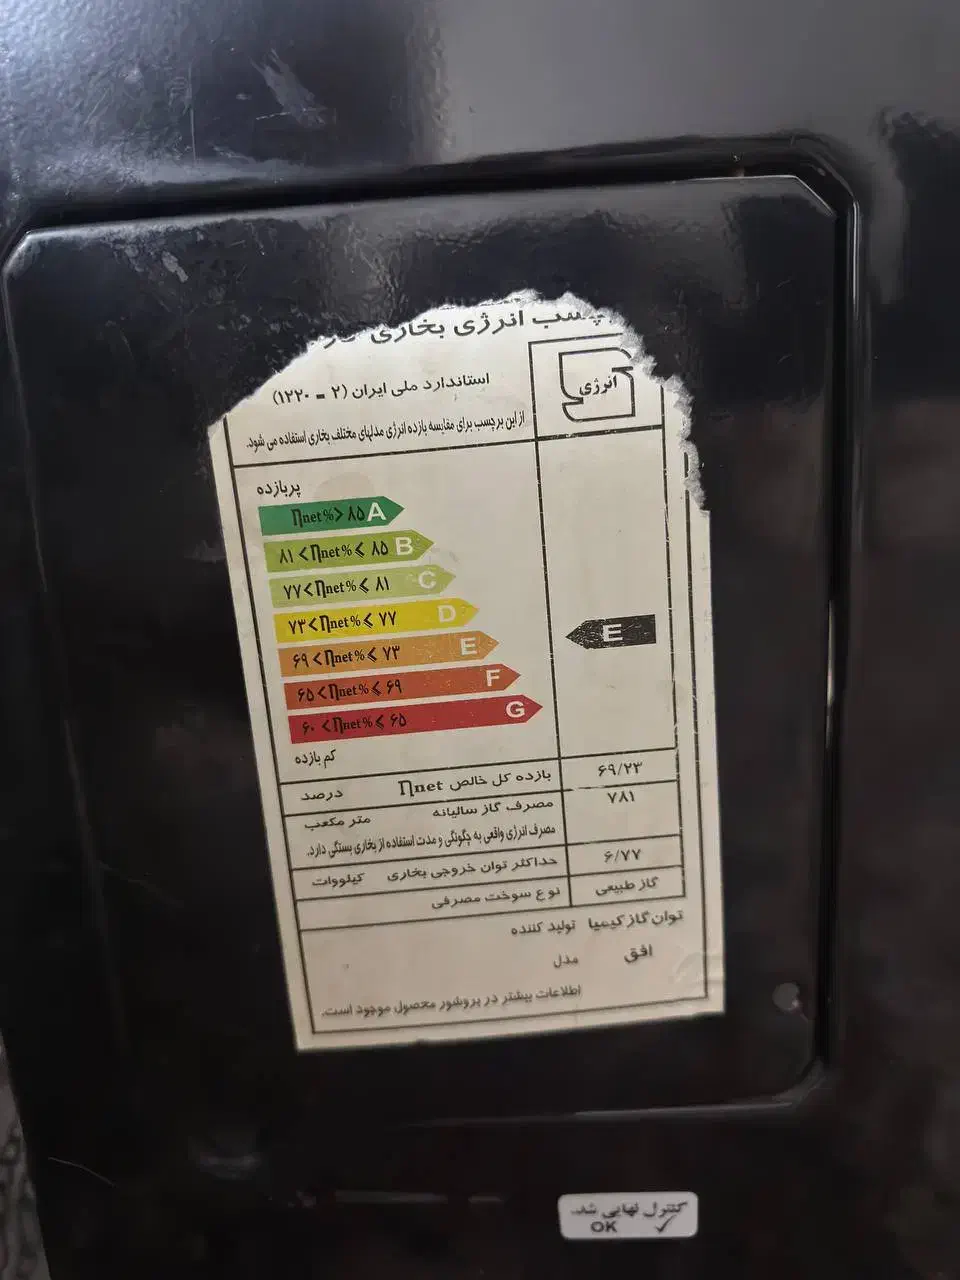 چسب انرژی بخاری
انرژی
استاندارد ملی ایران (۲ - ۱۲۲۰)
از این برچسب برای مقایسه بازده انرژی مدلهای مختلف بخاری استفاده می شود.
پربازده
ηnet%>۸۵ A
۸۱<ηnet%⩽۸۵ B
۷۷<ηnet%⩽۸۱ C
۷۳<ηnet%⩽۷۷ D
۶۹<ηnet%⩽۷۳ E
E
۶۵<ηnet%⩽۶۹ F
۶۰<ηnet%⩽۶۵ G
کم بازده
بازده کل خالص ηnet درصد ۶۹/۲۳
مصرف گاز سالیانه متر مکعب ۷۸۱
مصرف انرژی واقعی به چگونگی و مدت استفاده از بخاری بستگی دارد.
حداکثر توان خروجی بخاری کیلووات ۶/۷۷
نوع سوخت مصرفی گاز طبیعی
تولید کننده توان گاز کیمیا
مدل افق
اطلاعات بیشتر در بروشور محصول موجود است.
کنترل نهایی شد.
OK ✓